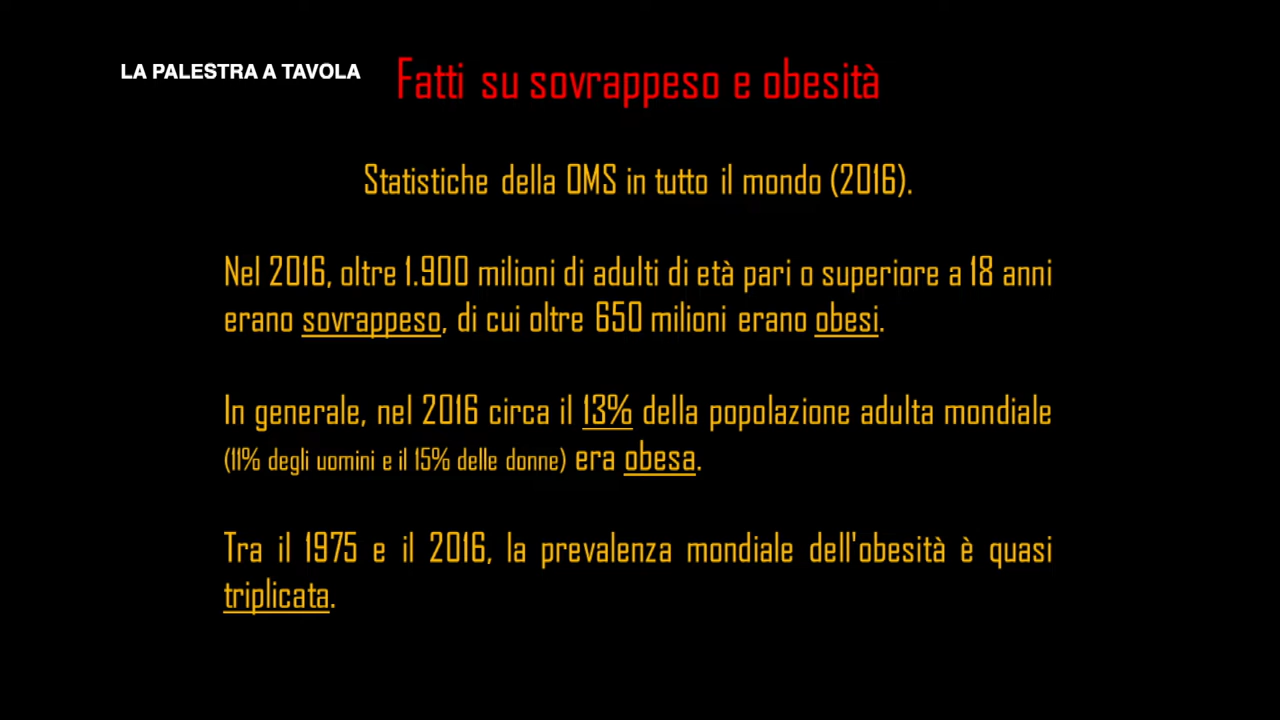 LA PALESTRA A TAVOLA
Fatti su sovrappeso e obesità
Statistiche della OMS in tutto il mondo (2016).
Nel 2016, oltre 1.900 milioni di adulti di età pari o superiore a 18 anni
erano sovrappeso, di cui oltre 650 milioni erano obesi.
In generale, nel 2016 circa il 13% della popolazione adulta mondiale
(11% degli uomini e il 15% delle donne) era obesa.
Tra il 1975 e il 2016, la prevalenza mondiale dell'obesità è quasi
triplicata.